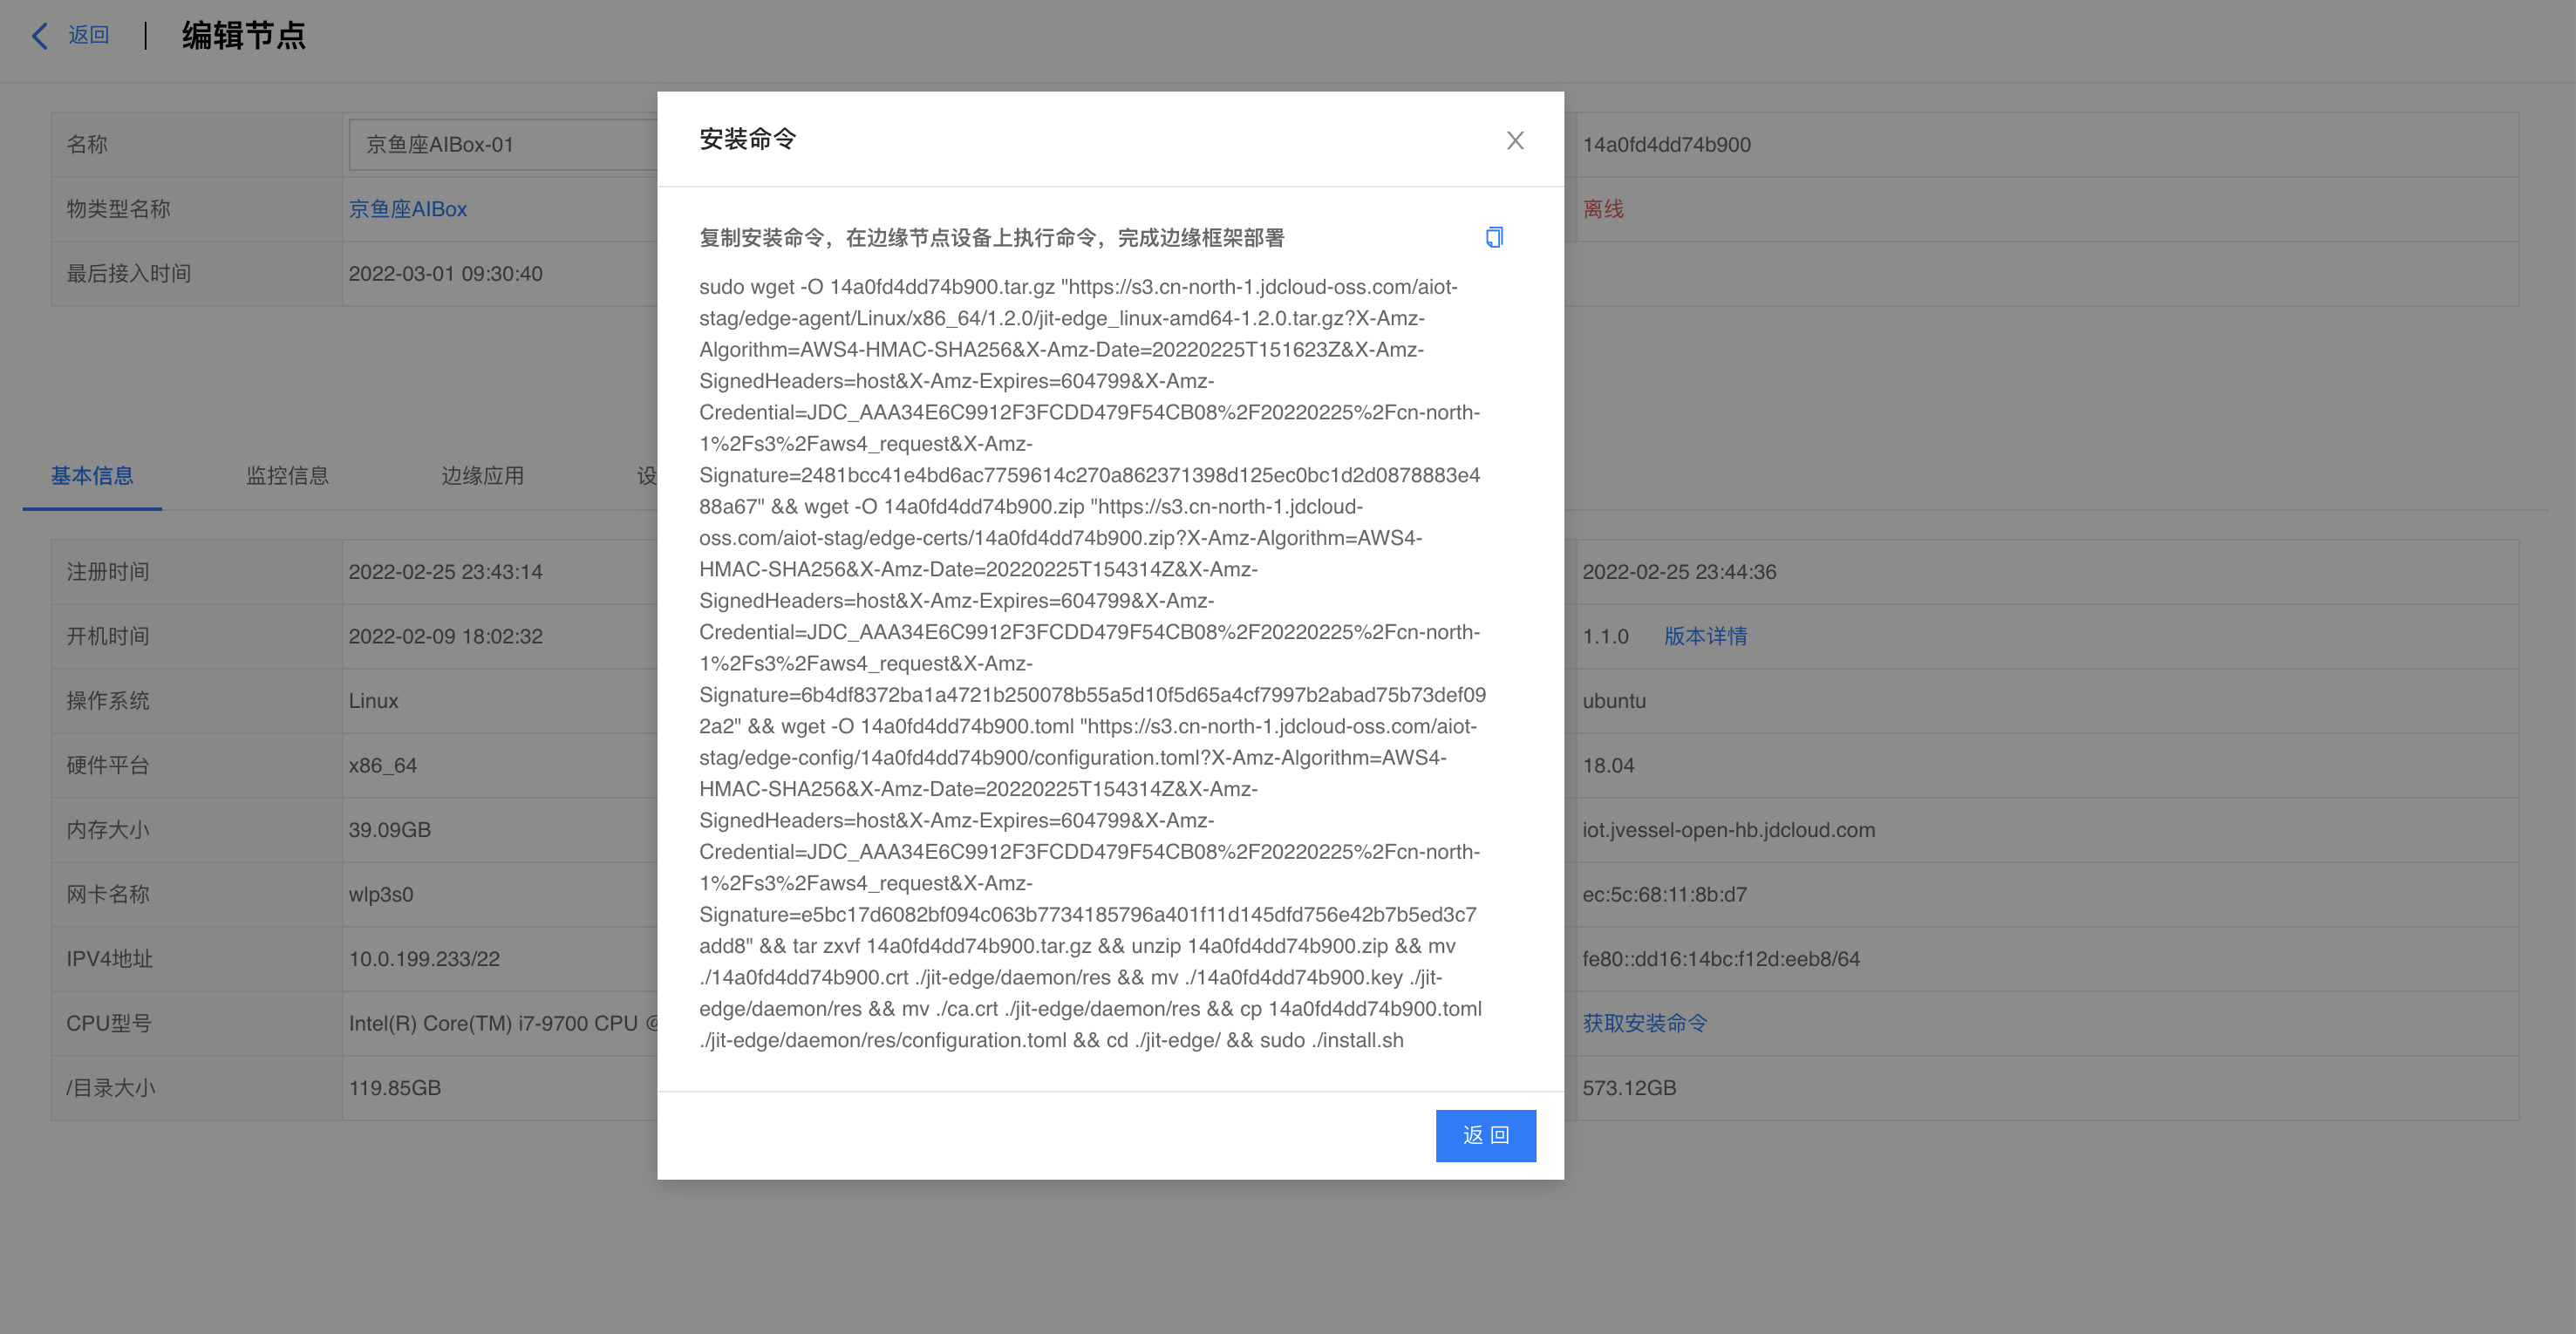 返回
编辑节点
名称
京鱼座AIBox-01
14a0fd4dd74b900
物类型名称
京鱼座AIBox
离线
最后接入时间
2022-03-01 09:30:40
安装命令
复制安装命令，在边缘节点设备上执行命令，完成边缘框架部署
sudo wget -O 14a0fd4dd74b900.tar.gz "https://s3.cn-north-1.jdcloud-oss.com/aiot-
stag/edge-agent/Linux/x86_64/1.2.0/jit-edge_linux-amd64-1.2.0.tar.gz?X-Amz-
Algorithm=AWS4-HMAC-SHA256&X-Amz-Date=20220225T151623Z&X-Amz-
SignedHeaders=host&X-Amz-Expires=604799&X-Amz-
Credential=JDC_AAA34E6C9912F3FCDD479F54CB08%2F20220225%2Fcn-north-
1%2Fs3%2Faws4_request&X-Amz-
Signature=2481bcc41e4bd6ac7759614c270a862371398d125ec0bc1d2d0878883e4
88a67" && wget -O 14a0fd4dd74b900.zip "https://s3.cn-north-1.jdcloud-
oss.com/aiot-stag/edge-certs/14a0fd4dd74b900.zip?X-Amz-Algorithm=AWS4-
HMAC-SHA256&X-Amz-Date=20220225T154314Z&X-Amz-
SignedHeaders=host&X-Amz-Expires=604799&X-Amz-
Credential=JDC_AAA34E6C9912F3FCDD479F54CB08%2F20220225%2Fcn-north-
1%2Fs3%2Faws4_request&X-Amz-
Signature=6b4df8372ba1a4721b250078b55a5d10f5d65a4cf7997b2abad75b73def09
2a2" && wget -O 14a0fd4dd74b900.toml "https://s3.cn-north-1.jdcloud-oss.com/aiot-
stag/edge-config/14a0fd4dd74b900/configuration.toml?X-Amz-Algorithm=AWS4-
HMAC-SHA256&X-Amz-Date=20220225T154314Z&X-Amz-
SignedHeaders=host&X-Amz-Expires=604799&X-Amz-
Credential=JDC_AAA34E6C9912F3FCDD479F54CB08%2F20220225%2Fcn-north-
1%2Fs3%2Faws4_request&X-Amz-
Signature=e5bc17d6082bf094c063b7734185796a401f11d145dfd756e42b7b5ed3c7
add8" && tar zxvf 14a0fd4dd74b900.tar.gz && unzip 14a0fd4dd74b900.zip && mv
./14a0fd4dd74b900.crt ./jit-edge/daemon/res && mv ./14a0fd4dd74b900.key ./jit-
edge/daemon/res && mv ./ca.crt ./jit-edge/daemon/res && cp 14a0fd4dd74b900.toml
./jit-edge/daemon/res/configuration.toml && cd ./jit-edge/ && sudo ./install.sh
返 回
基本信息
监控信息
边缘应用
设
注册时间
2022-02-25 23:43:14
2022-02-25 23:44:36
开机时间
2022-02-09 18:02:32
1.1.0
版本详情
操作系统
Linux
ubuntu
硬件平台
x86_64
18.04
内存大小
39.09GB
iot.jvessel-open-hb.jdcloud.com
网卡名称
wlp3s0
ec:5c:68:11:8b:d7
IPV4地址
10.0.199.233/22
fe80::dd16:14bc:f12d:eeb8/64
CPU型号
Intel(R) Core(TM) i7-9700 CPU @
获取安装命令
/目录大小
119.85GB
573.12GB